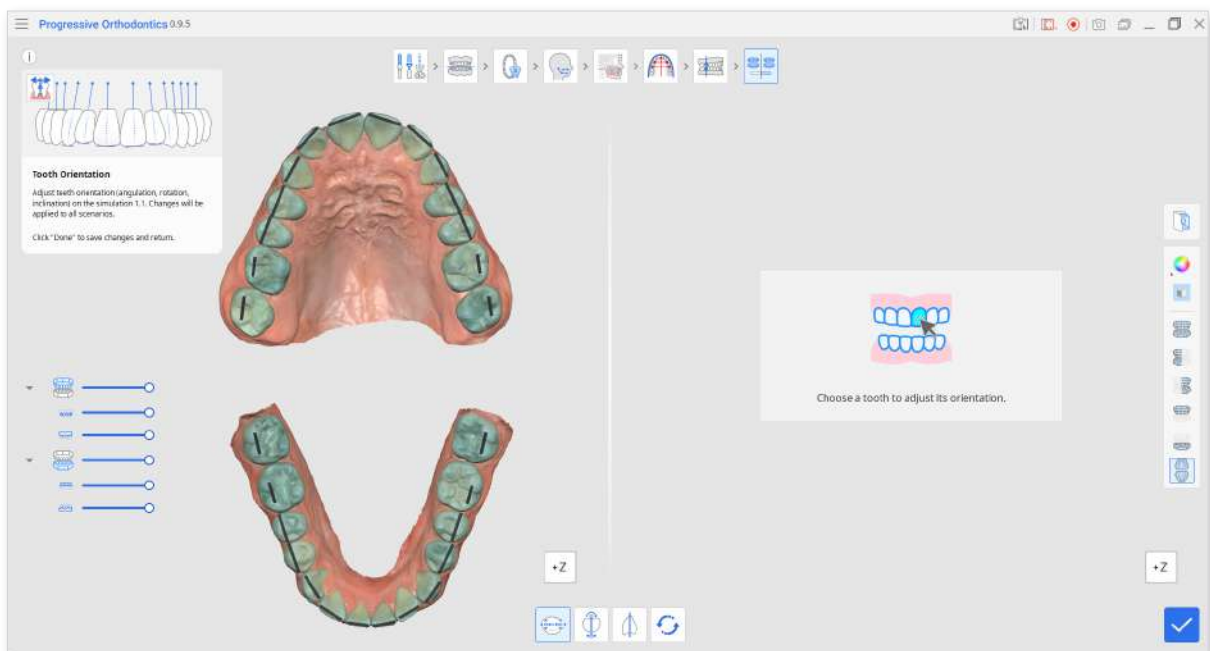 Progressive Orthodontics 0.9.5
Tooth Orientation
Adjust teeth orientation (angulation, rotation,
inclination) on the simulation 1.1. Changes will be
applied to all scenarios.
Click "Done" to save changes and return.
Choose a tooth to adjust its orientation.
+Z
+Z